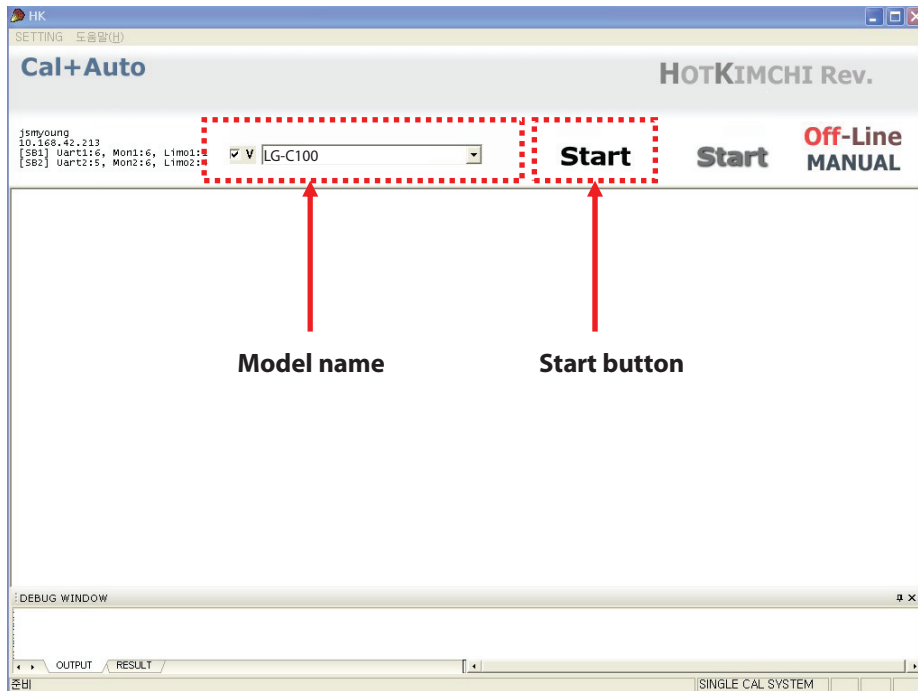 HK
SETTING 도움말(H)
Cal+Auto
HOTKIMCHI Rev.
jsmyoung
10.168.42.213
[SB1] Uart1:6, Mon1:6, Limo1:
[SB2] Uart2:5, Mon2:6, Limo2:
V LG-C100
Start
Start
Off-Line
MANUAL
Model name
Start button
DEBUG WINDOW
OUTPUT RESULT
준비
SINGLE CAL SYSTEM